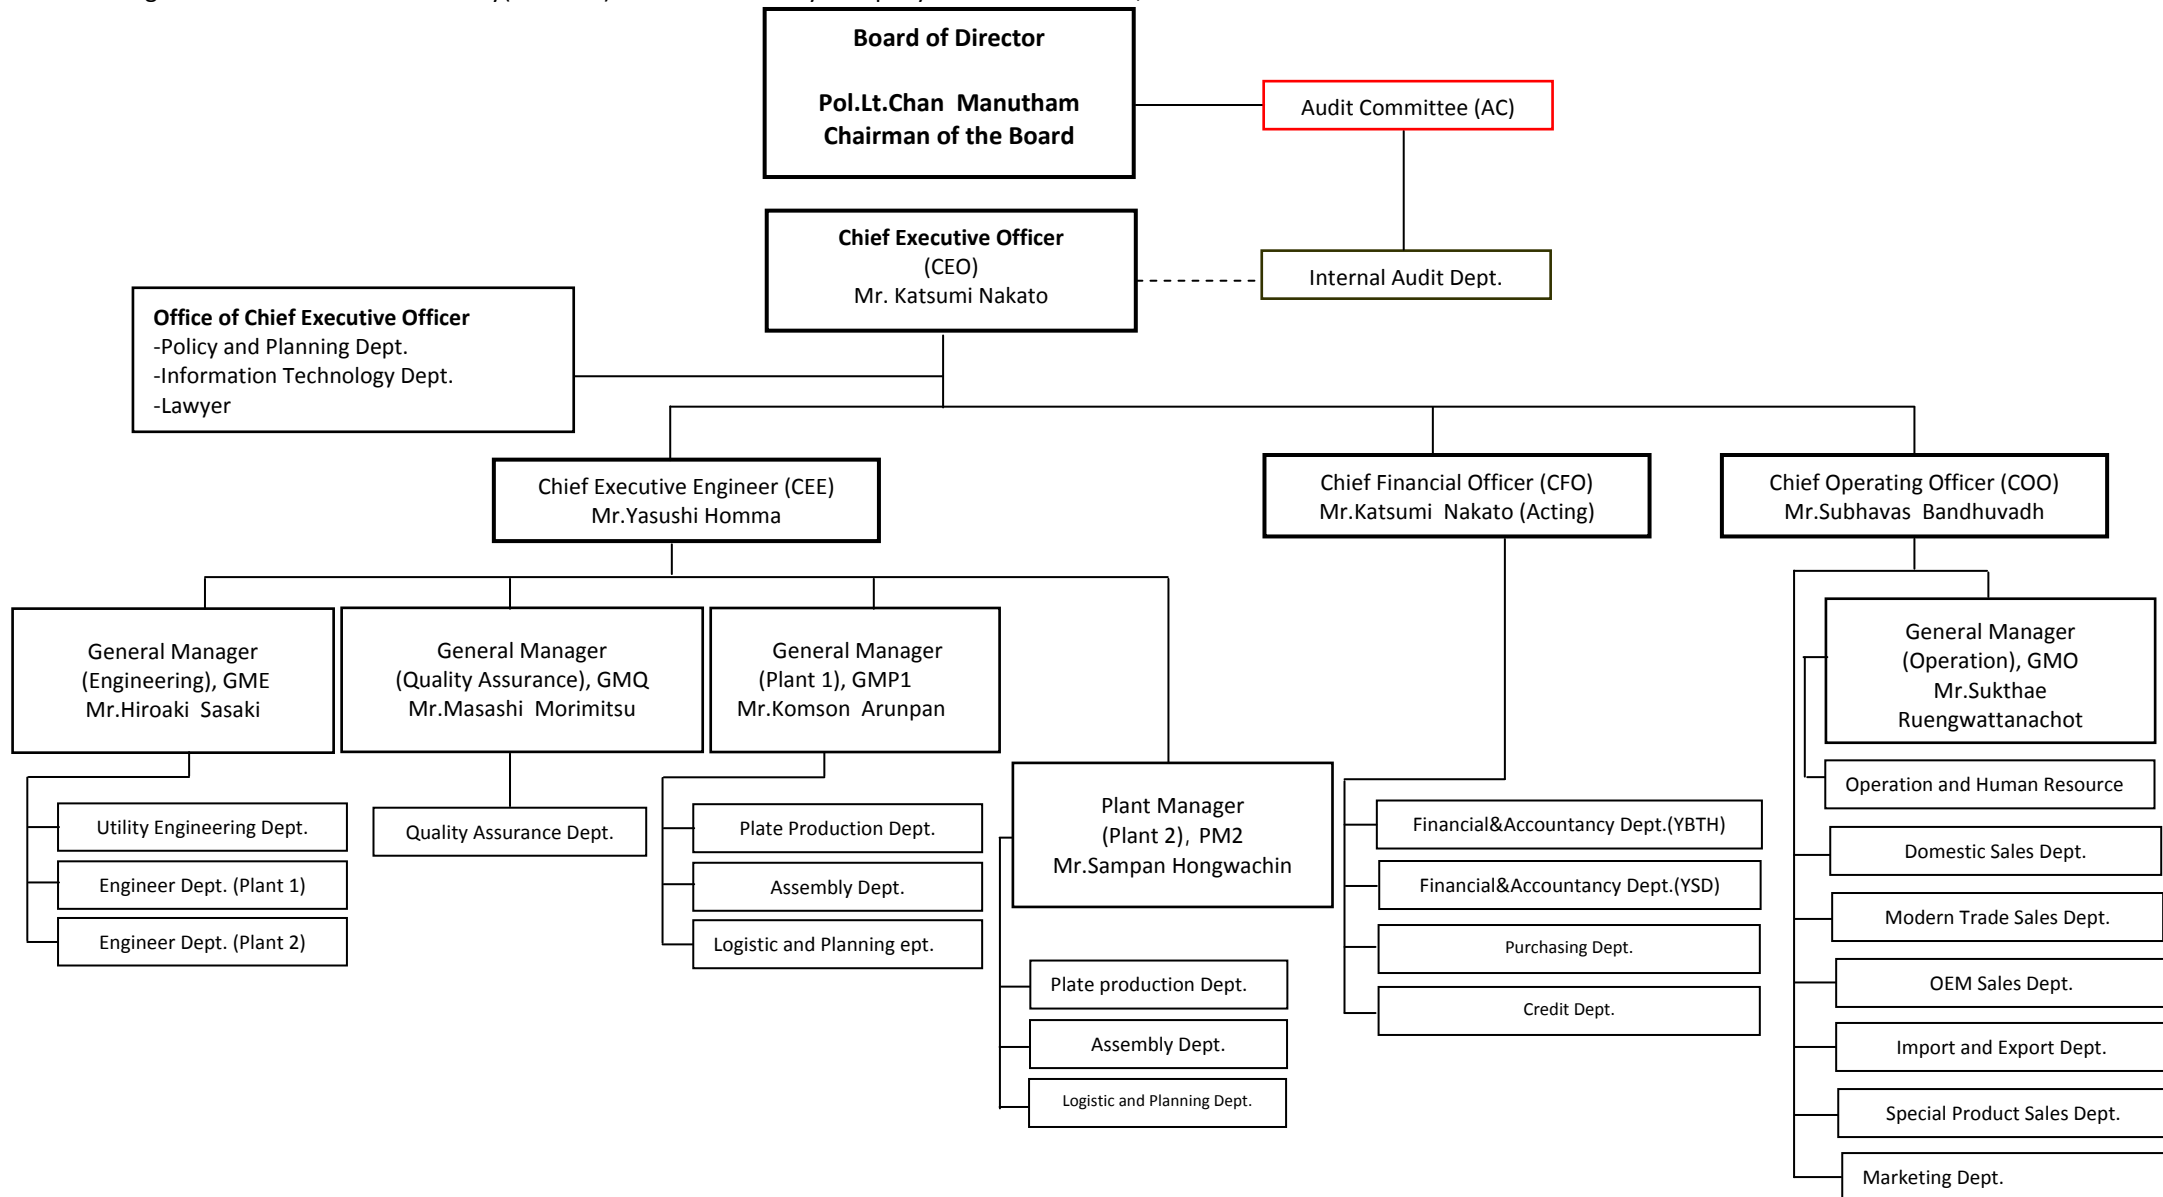 Board of Director
Pol.Lt.Chan Manutham
Chairman of the Board
Audit Committee (AC)
Chief Executive Officer
(CEO)
Mr. Katsumi Nakato
Internal Audit Dept.
Office of Chief Executive Officer
-Policy and Planning Dept.
-Information Technology Dept.
-Lawyer
Chief Executive Engineer (CEE)
Mr.Yasushi Homma
Chief Financial Officer (CFO)
Mr.Katsumi Nakato (Acting)
Chief Operating Officer (COO)
Mr.Subhavas Bandhuvadh
General Manager
(Engineering), GME
Mr.Hiroaki Sasaki
General Manager
(Quality Assurance), GMQ
Mr.Masashi Morimitsu
General Manager
(Plant 1), GMP1
Mr.Komson Arunpan
Plant Manager
(Plant 2), PM2
Mr.Sampan Hongwachin
General Manager
(Operation), GMO
Mr.Sukthae
Ruengwattanachot
Utility Engineering Dept.
Engineer Dept. (Plant 1)
Engineer Dept. (Plant 2)
Quality Assurance Dept.
Plate Production Dept.
Assembly Dept.
Logistic and Planning ept.
Plate production Dept.
Assembly Dept.
Logistic and Planning Dept.
Financial&Accountancy Dept.(YBTH)
Financial&Accountancy Dept.(YSD)
Purchasing Dept.
Credit Dept.
Operation and Human Resource
Domestic Sales Dept.
Modern Trade Sales Dept.
OEM Sales Dept.
Import and Export Dept.
Special Product Sales Dept.
Marketing Dept.